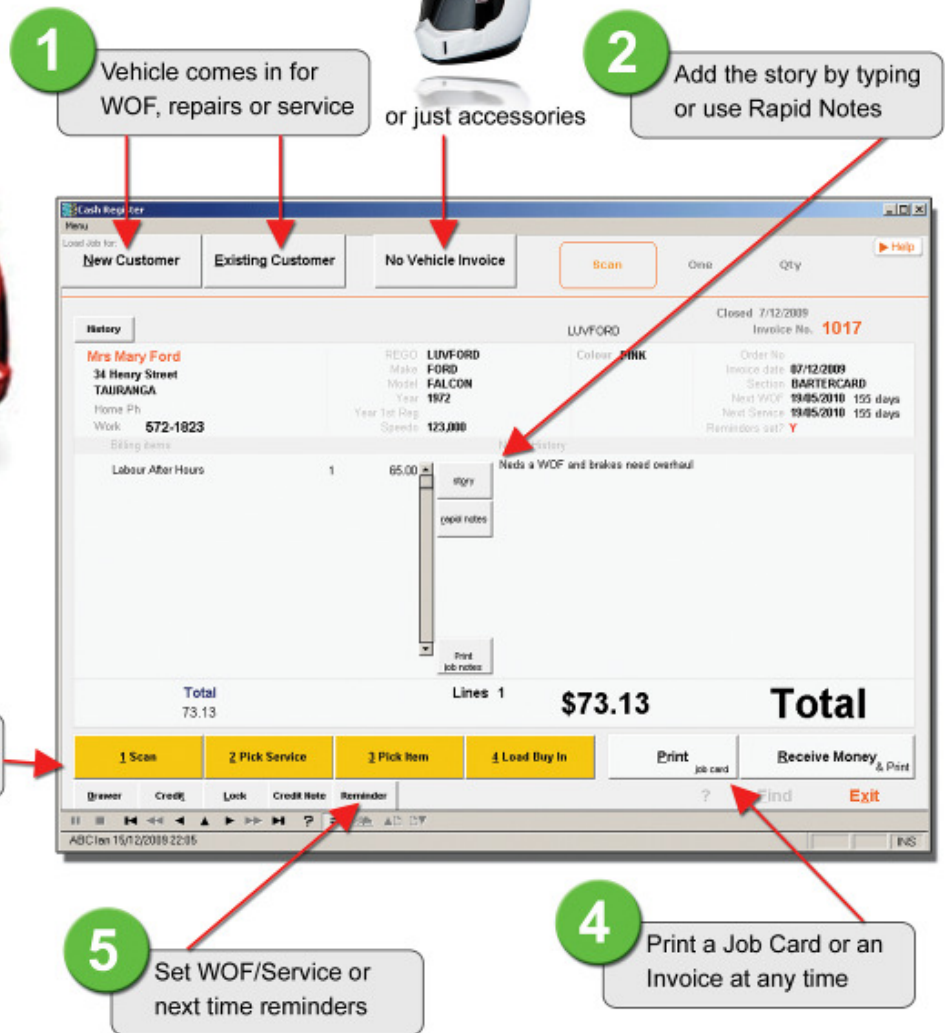 1
Vehicle comes in for
WOF, repairs or service
or just accessories
2
Add the story by typing
or use Rapid Notes
Cash Register
Menu
Load Job for:
New Customer
Existing Customer
No Vehicle Invoice
Scan
One
Qty
Help
History
LUVFORD
Closed 7/12/2009
Invoice No. 1017
Mrs Mary Ford
34 Henry Street
TAURANGA
Home Ph
Work 572-1823
REGO LUVFORD
Make FORD
Model FALCON
Year 1972
Year 1st Reg
Speedo 123,000
Colour PINK
Order No
Invoice date 07/12/2009
Section BARTERCARD
Next WOF 19/05/2010 155 days
Next Service 19/05/2010 155 days
Reminders set? Y
Billing items
Labour After Hours 1 65.00
story
rapid notes
Print
job notes
Neds a WOF and brakes need overhaul
Total
73.13
Lines 1
$73.13
Total
1 Scan
2 Pick Service
3 Pick Item
4 Load Buy In
Print
job card
Receive Money
& Print
Drawer
Credit
Lock
Credit Note
Reminder
?
Find
Exit
ABC Ian 15/12/2009 22:05
INS
5
Set WOF/Service or
next time reminders
4
Print a Job Card or an
Invoice at any time